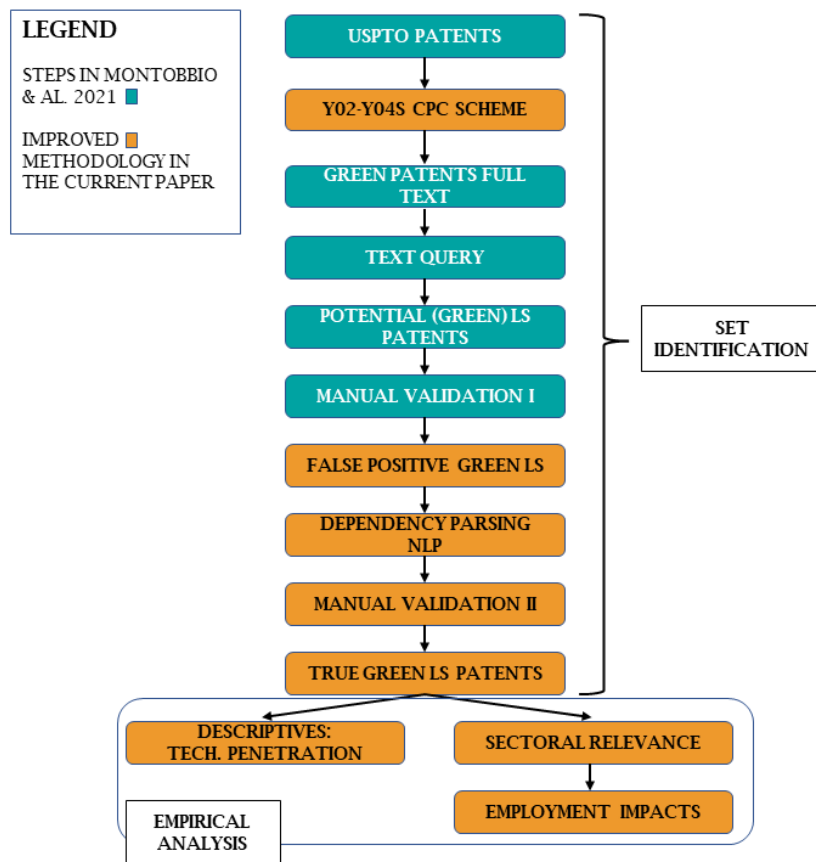 LEGEND
STEPS IN MONTOBBIO
& AL. 2021
IMPROVED
METHODOLOGY IN
THE CURRENT PAPER
USPTO PATENTS
Y02-Y04S CPC SCHEME
GREEN PATENTS FULL
TEXT
TEXT QUERY
POTENTIAL (GREEN) LS
PATENTS
MANUAL VALIDATION I
FALSE POSITIVE GREEN LS
DEPENDENCY PARSING
NLP
MANUAL VALIDATION II
TRUE GREEN LS PATENTS
SET
IDENTIFICATION
DESCRIPTIVES:
TECH. PENETRATION
SECTORAL RELEVANCE
EMPLOYMENT IMPACTS
EMPIRICAL
ANALYSIS